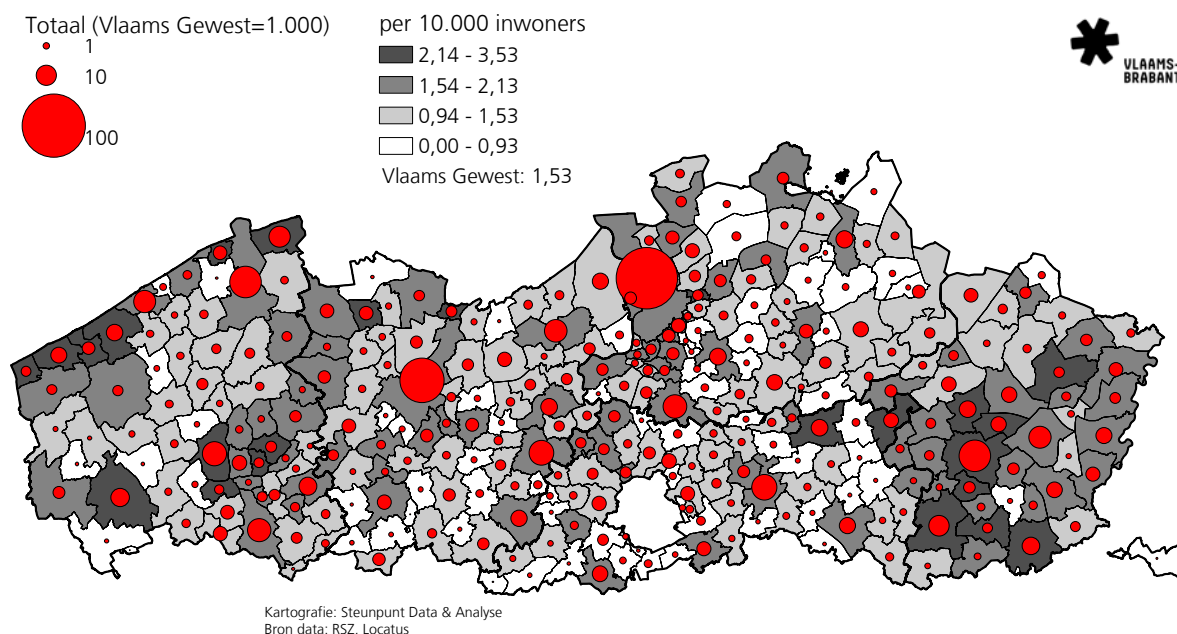 Totaal (Vlaams Gewest=1.000)
1
10
100
per 10.000 inwoners
2,14 - 3,53
1,54 - 2,13
0,94 - 1,53
0,00 - 0,93
Vlaams Gewest: 1,53
VLAAMS-
BRABANT
Kartografie: Steunpunt Data & Analyse
Bron data: RSZ, Locatus